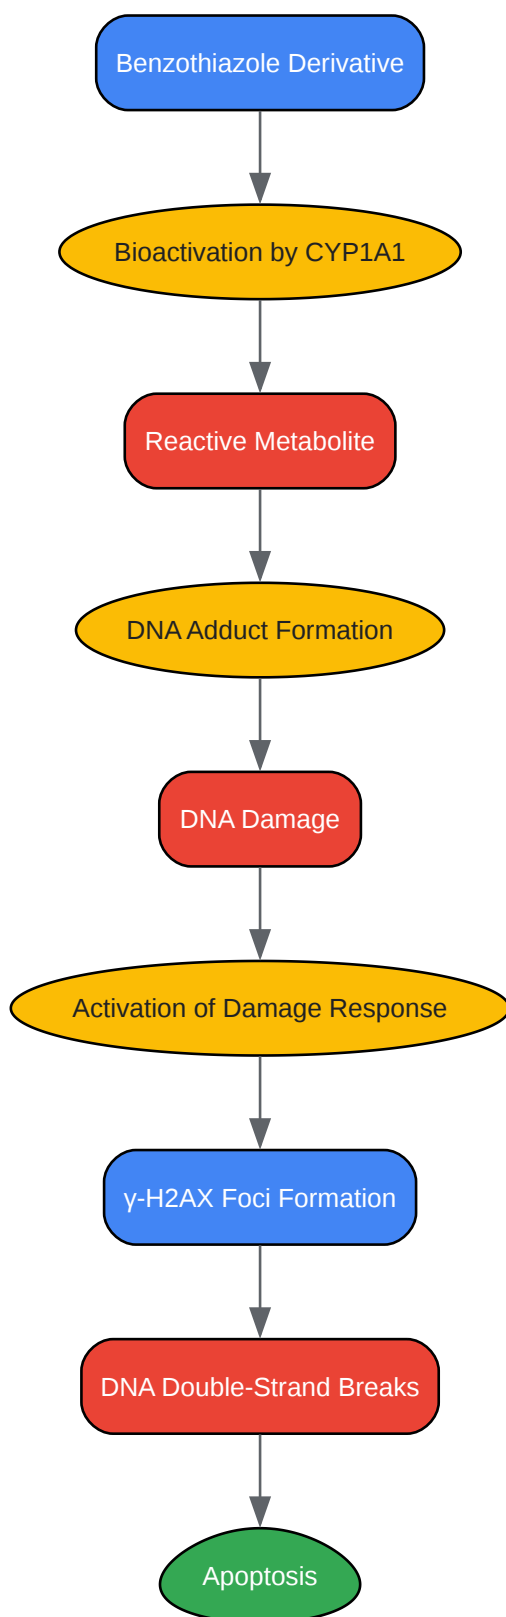 Benzothiazole Derivative
Bioactivation by CYP1A1
Reactive Metabolite
DNA Adduct Formation
DNA Damage
Activation of Damage Response
γ-H2AX Foci Formation
DNA Double-Strand Breaks
Apoptosis